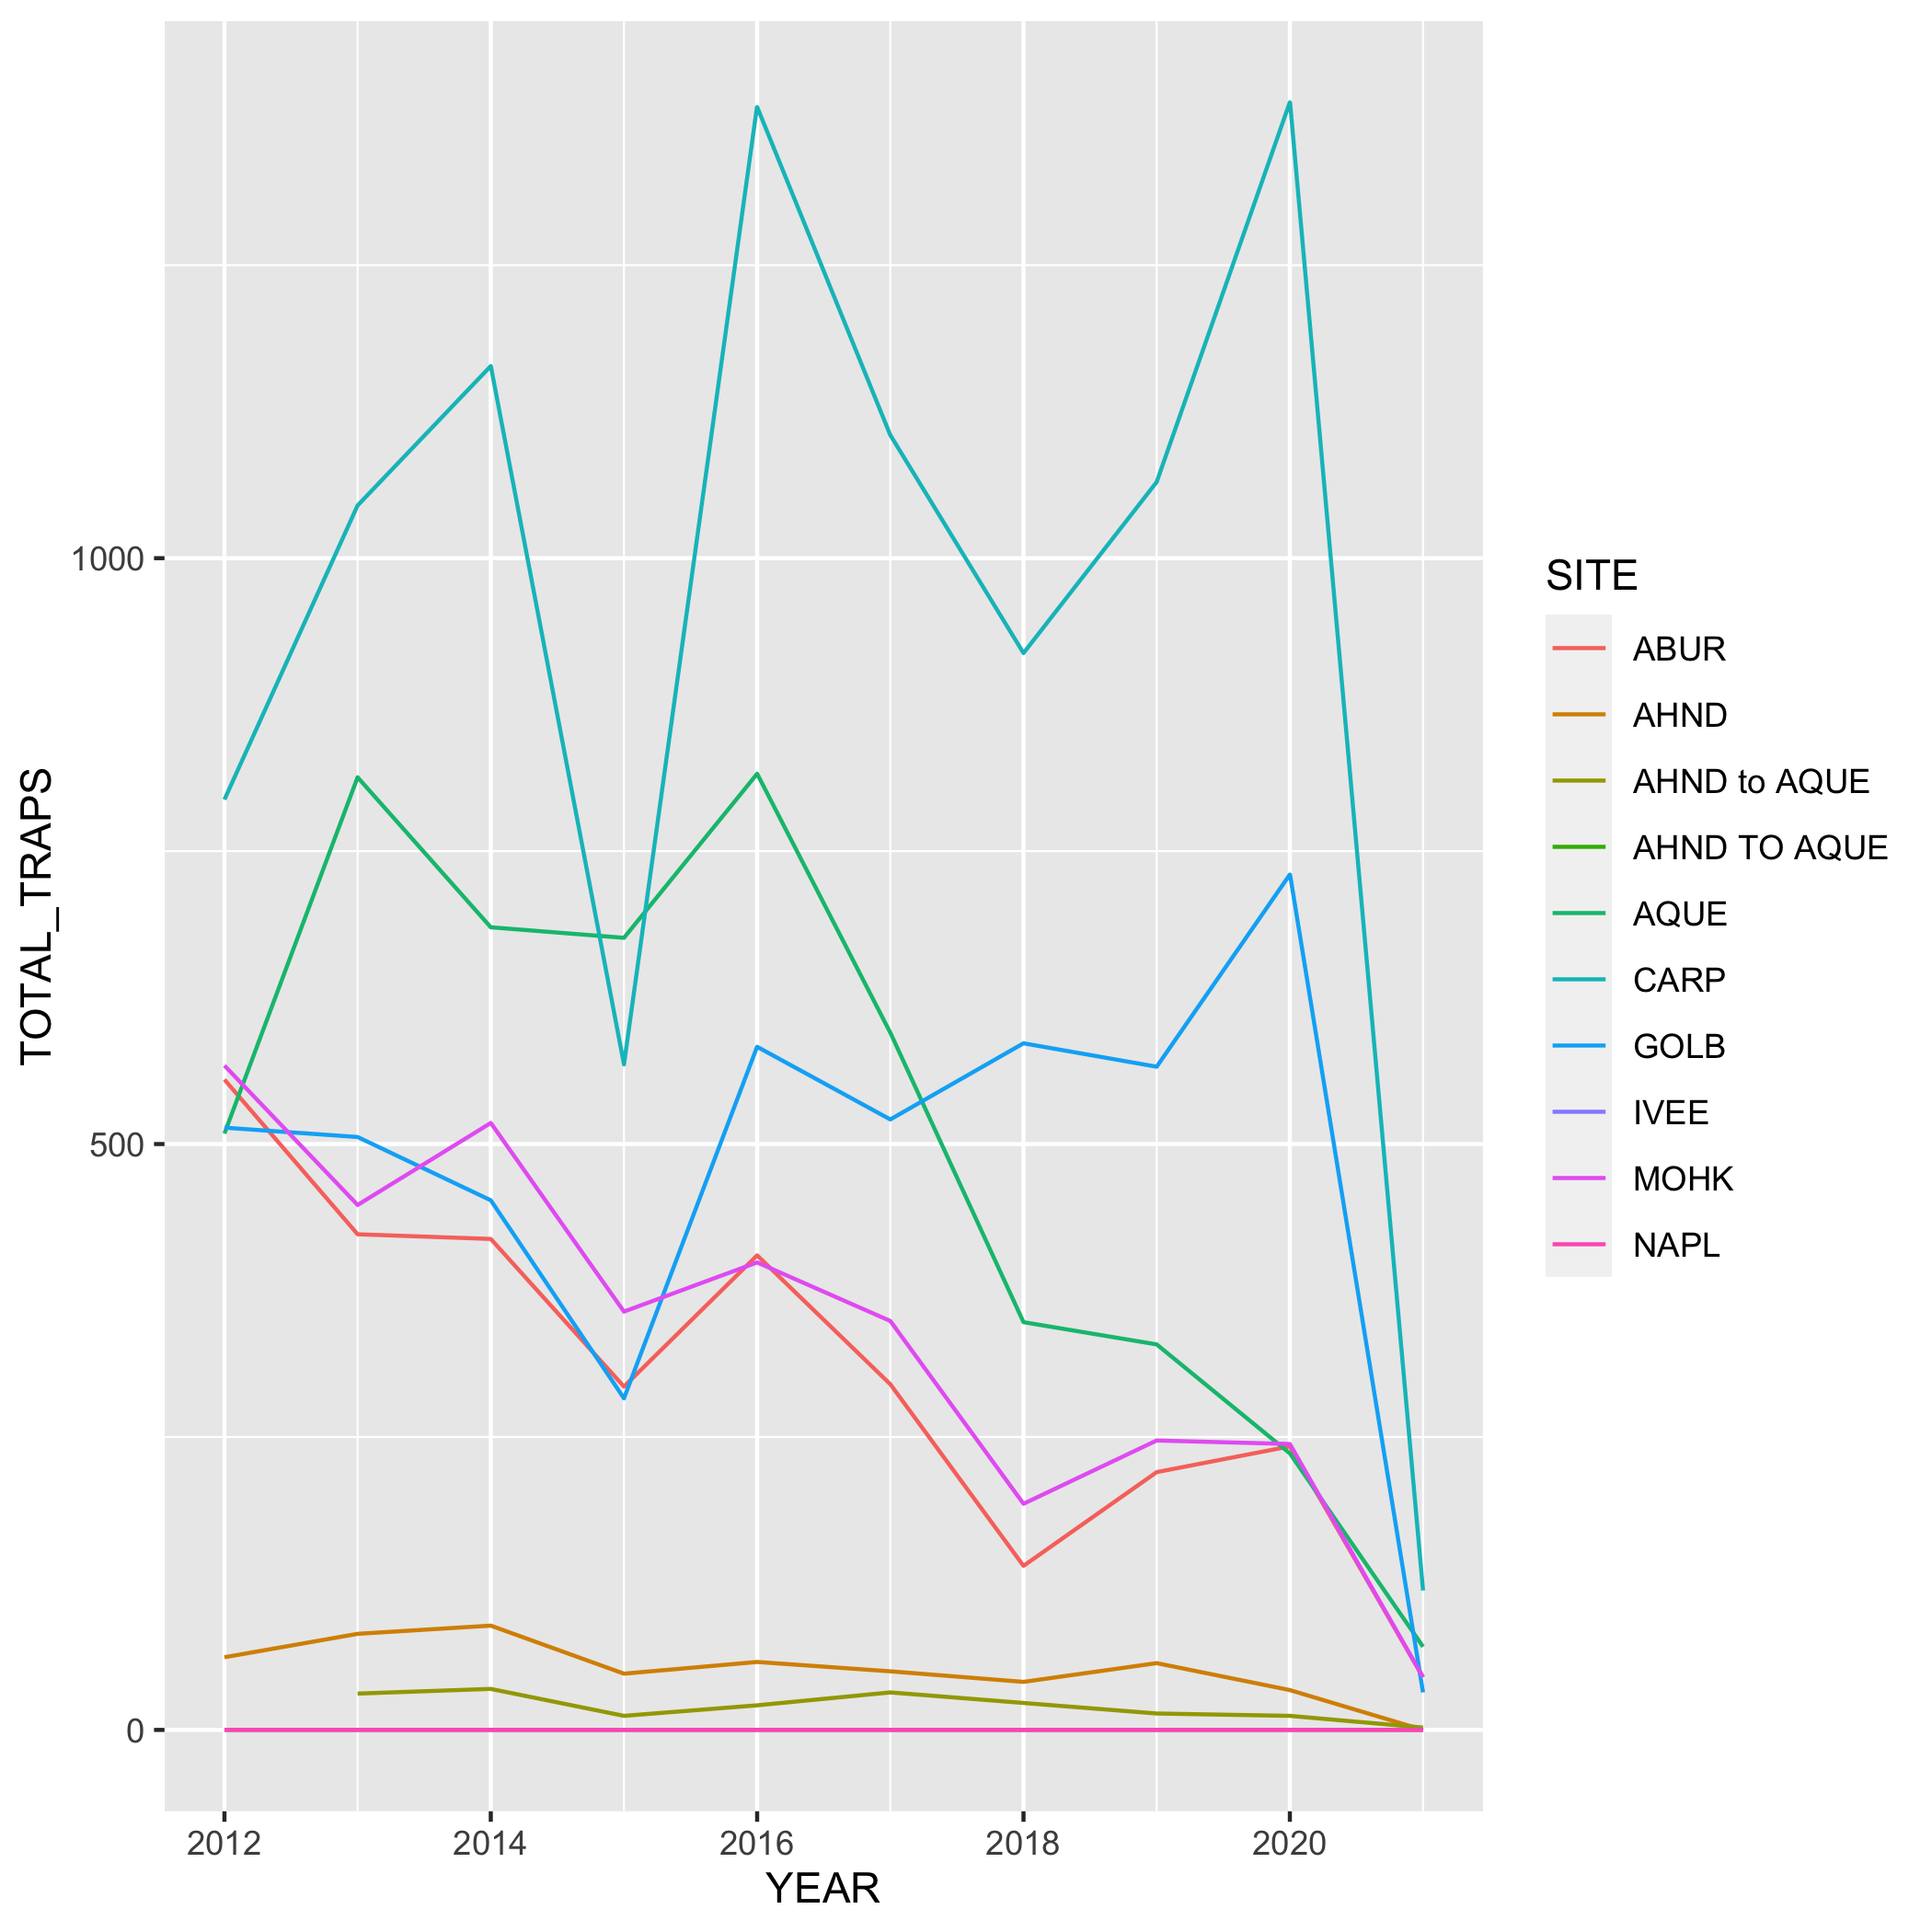 TOTAL_TRAPS
1000
500
0
2012 2014 2016 2018 2020
YEAR
SITE
ABUR
AHND
AHND to AQUE
AHND TO AQUE
AQUE
CARP
GOLB
IVEE
MOHK
NAPL